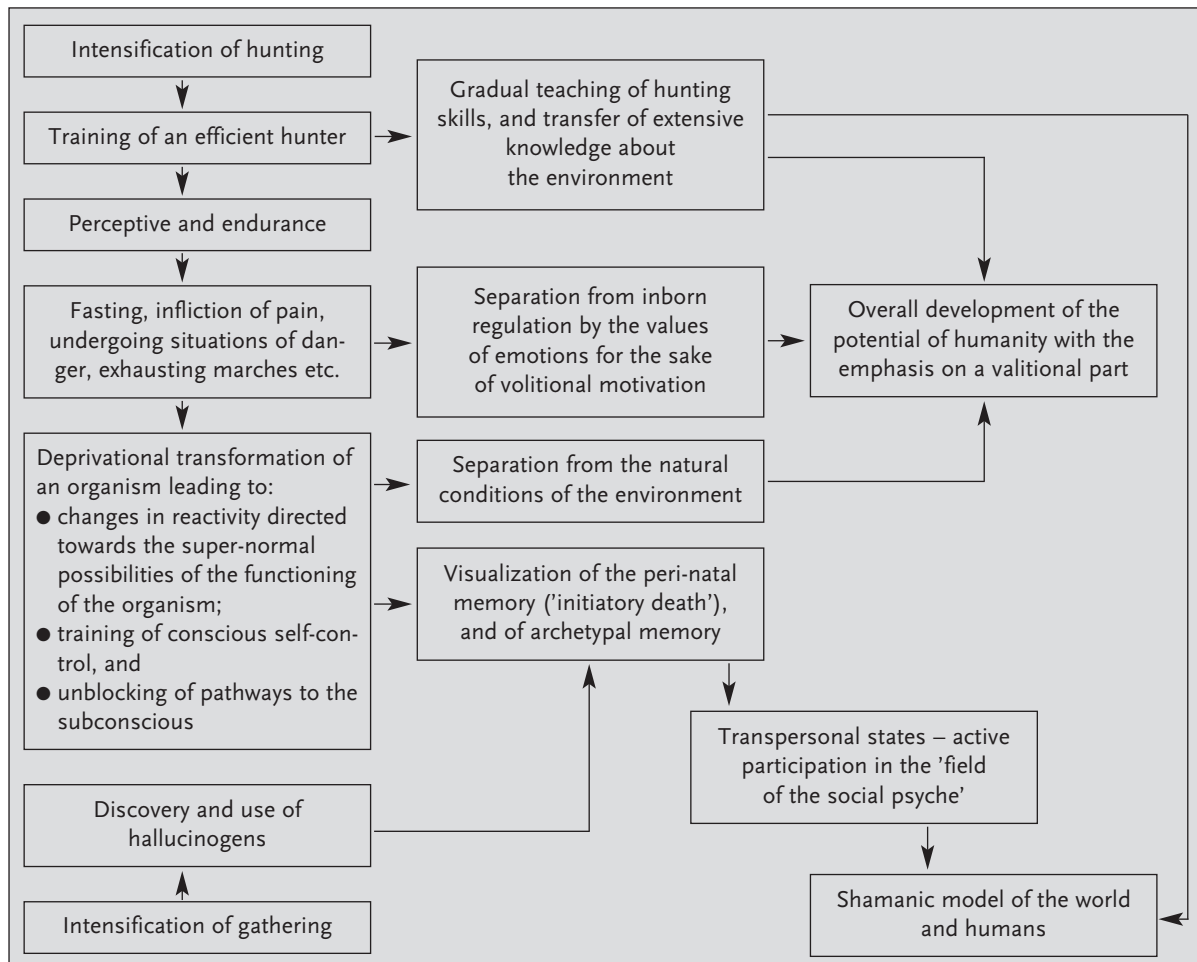 Intensification of hunting
Training of an efficient hunter
Gradual teaching of hunting
skills, and transfer of extensive
knowledge about
the environment
Perceptive and endurance
Fasting, infliction of pain,
undergoing situations of dan-
ger, exhausting marches etc.
Separation from inborn
regulation by the values
of emotions for the sake
of volitional motivation
Overall development of the
potential of humanity with the
emphasis on a valitional part
Deprivational transformation of
an organism leading to:
● changes in reactivity directed
towards the super-normal
possibilities of the functioning
of the organism;
● training of conscious self-con-
trol, and
● unblocking of pathways to the
subconscious
Separation from the natural
conditions of the environment
Visualization of the peri-natal
memory ('initiatory death'),
and of archetypal memory
Transpersonal states – active
participation in the 'field
of the social psyche'
Discovery and use of
hallucinogens
Intensification of gathering
Shamanic model of the world
and humans